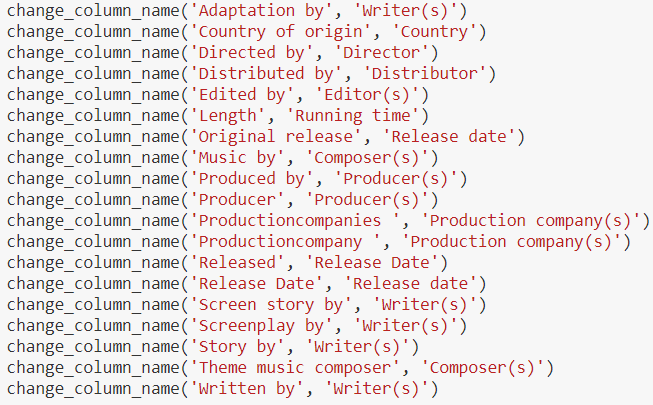 change_column_name('Adaptation by', 'Writer(s)')
change_column_name('Country of origin', 'Country')
change_column_name('Directed by', 'Director')
change_column_name('Distributed by', 'Distributor')
change_column_name('Edited by', 'Editor(s)')
change_column_name('Length', 'Running time')
change_column_name('Original release', 'Release date')
change_column_name('Music by', 'Composer(s)')
change_column_name('Produced by', 'Producer(s)')
change_column_name('Producer', 'Producer(s)')
change_column_name('Productioncompanies ', 'Production company(s)')
change_column_name('Productioncompany ', 'Production company(s)')
change_column_name('Released', 'Release Date')
change_column_name('Release Date', 'Release date')
change_column_name('Screen story by', 'Writer(s)')
change_column_name('Screenplay by', 'Writer(s)')
change_column_name('Story by', 'Writer(s)')
change_column_name('Theme music composer', 'Composer(s)')
change_column_name('Written by', 'Writer(s)')